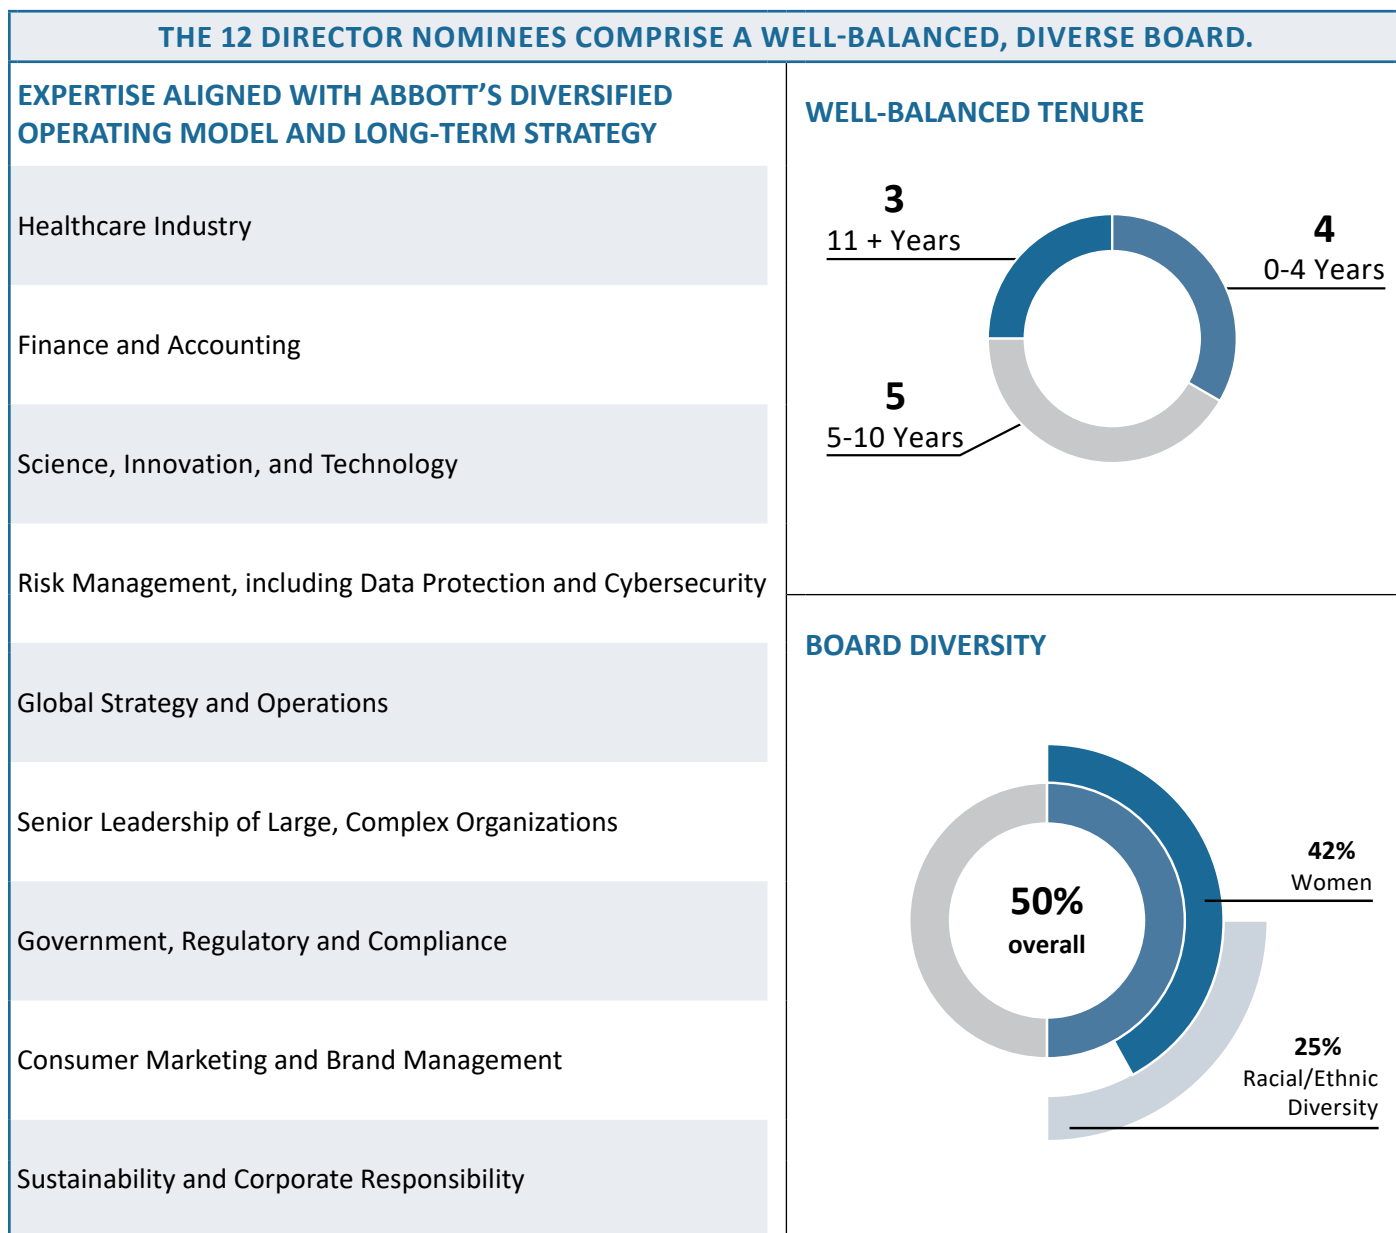 THE 12 DIRECTOR NOMINEES COMPRISE A WELL-BALANCED, DIVERSE BOARD.
EXPERTISE ALIGNED WITH ABBOTT'S DIVERSIFIED
OPERATING MODEL AND LONG-TERM STRATEGY
Healthcare Industry
Finance and Accounting
Science, Innovation, and Technology
Risk Management, including Data Protection and Cybersecurity
Global Strategy and Operations
Senior Leadership of Large, Complex Organizations
Government, Regulatory and Compliance
Consumer Marketing and Brand Management
Sustainability and Corporate Responsibility
WELL-BALANCED TENURE
3
11 + Years
4
0-4 Years
5
5-10 Years
BOARD DIVERSITY
50%
overall
42%
Women
25%
Racial/Ethnic
Diversity